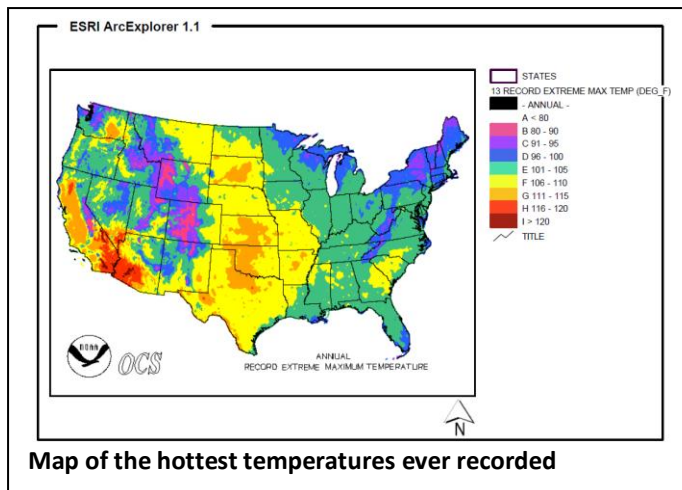 ESRI ArcExplorer 1.1
STATES
13 RECORD EXTREME MAX TEMP (DEG_F)
- ANNUAL -
A < 80
B 80 - 90
C 91 - 95
D 96 - 100
E 101 - 105
F 106 - 110
G 111 - 115
H 116 - 120
I > 120
TITLE
NOAA
OCS
ANNUAL
RECORD EXTREME MAXIMUM TEMPERATURE
N
Map of the hottest temperatures ever recorded